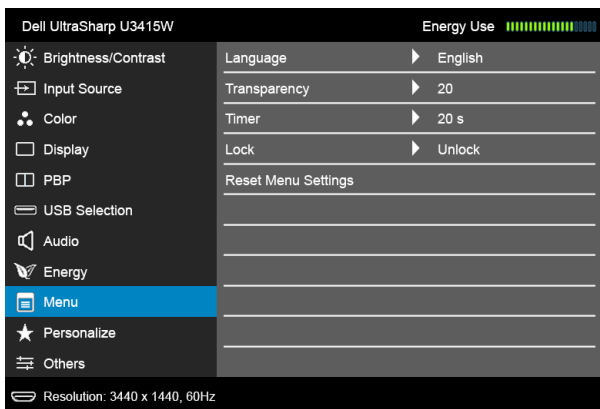 Dell UltraSharp U3415W Energy Use
Brightness/Contrast
Input Source
Color
Display
PBP
USB Selection
Audio
Energy
Menu
Personalize
Others
Language English
Transparency 20
Timer 20 s
Lock Unlock
Reset Menu Settings
Resolution: 3440 x 1440, 60Hz